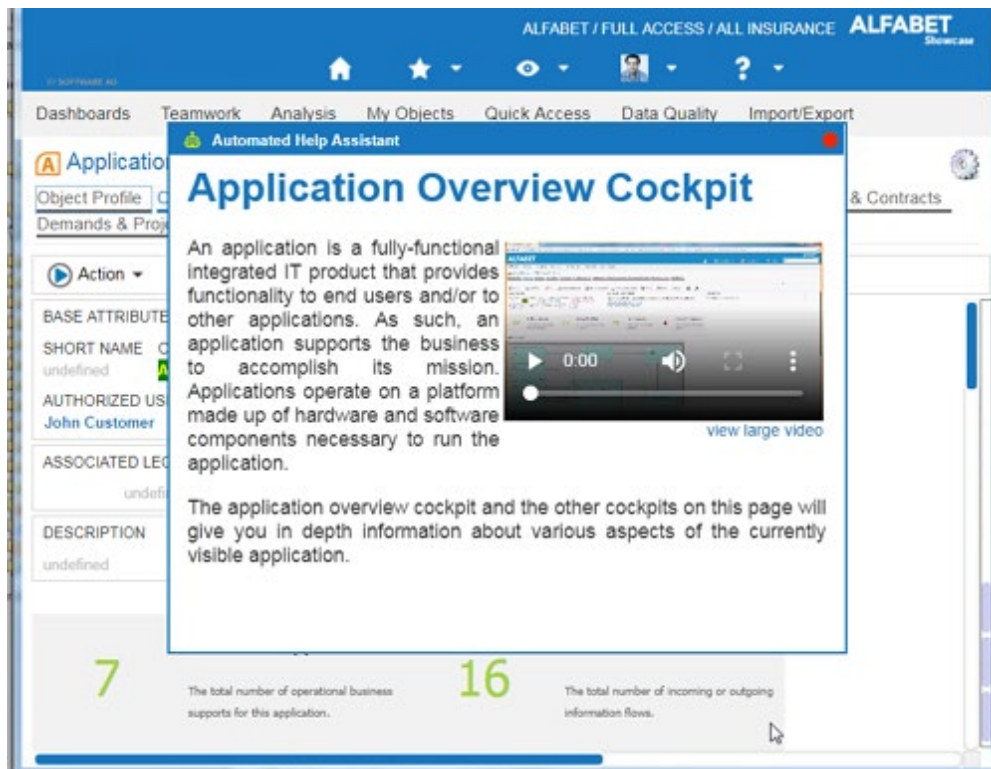 ALFABET / FULL ACCESS / ALL INSURANCE ALFABET
Showcase
SOFTWARE AG
?
Dashboards Teamwork Analysis My Objects Quick Access Data Quality Import/Export
Automated Help Assistant
A Application
Application Overview Cockpit
Object Profile & Contracts
Demands &
An application is a fully-functional
integrated IT product that provides
functionality to end users and/or to
other applications. As such, an
application supports the business
to accomplish its mission.
Applications operate on a platform
made up of hardware and software
components necessary to run the
application.
0:00
view large video
The application overview cockpit and the other cockpits on this page will
give you in depth information about various aspects of the currently
visible application.
Action
BASE ATTRIBUTE
SHORT NAME
undefined
AUTHORIZED US
John Customer
ASSOCIATED LEG
undefi
DESCRIPTION
undefined
7
The total number of operational business
supports for this application.
16
The total number of incoming or outgoing
information flows.